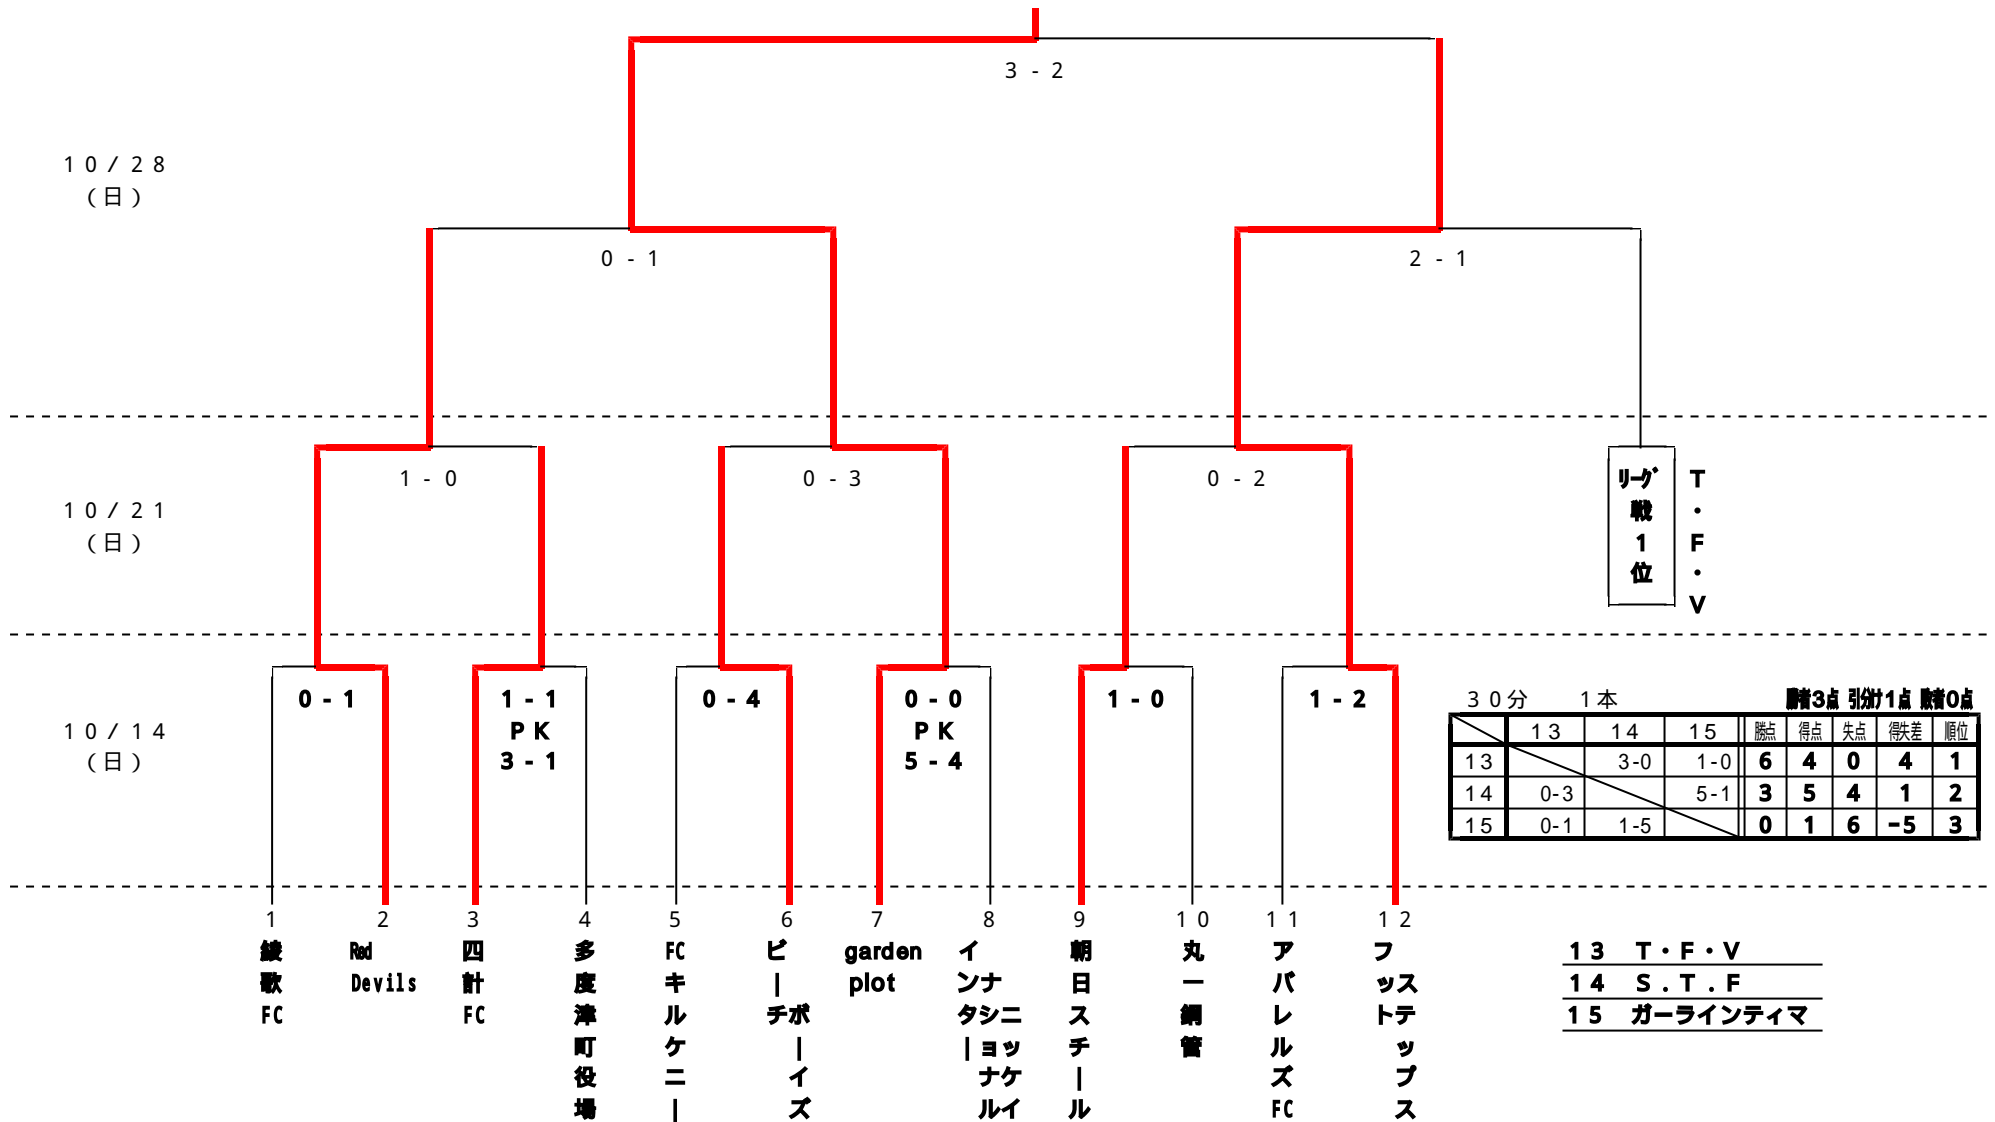 3 - 2
10/28
(日)
0 - 1
2 - 1
1 - 0
0 - 3
0 - 2
リーグ戦1位
T・F・V
10/21
(日)
0 - 1
1 - 1
PK
3 - 1
0 - 4
0 - 0
PK
5 - 4
1 - 0
1 - 2
10/14
(日)
30分 1本 勝者3点 引分け1点 敗者0点
13 14 15 勝点 得点 失点 得失差 順位
13 3-0 1-0 6 4 0 4 1
14 0-3 5-1 3 5 4 1 2
15 0-1 1-5 0 1 6 -5 3
1 2 3 4 5 6 7 8 9 10 11 12
綾歌FC
Red Devils
四計FC
多度津町役場
FCキルケニー
ビーチボーイズ
garden plot
インターナショナルニッケイ
朝日スチール
丸一鋼管
アパレルズFC
フットステップス
13 T・F・V
14 S.T.F
15 ガーラインティマ